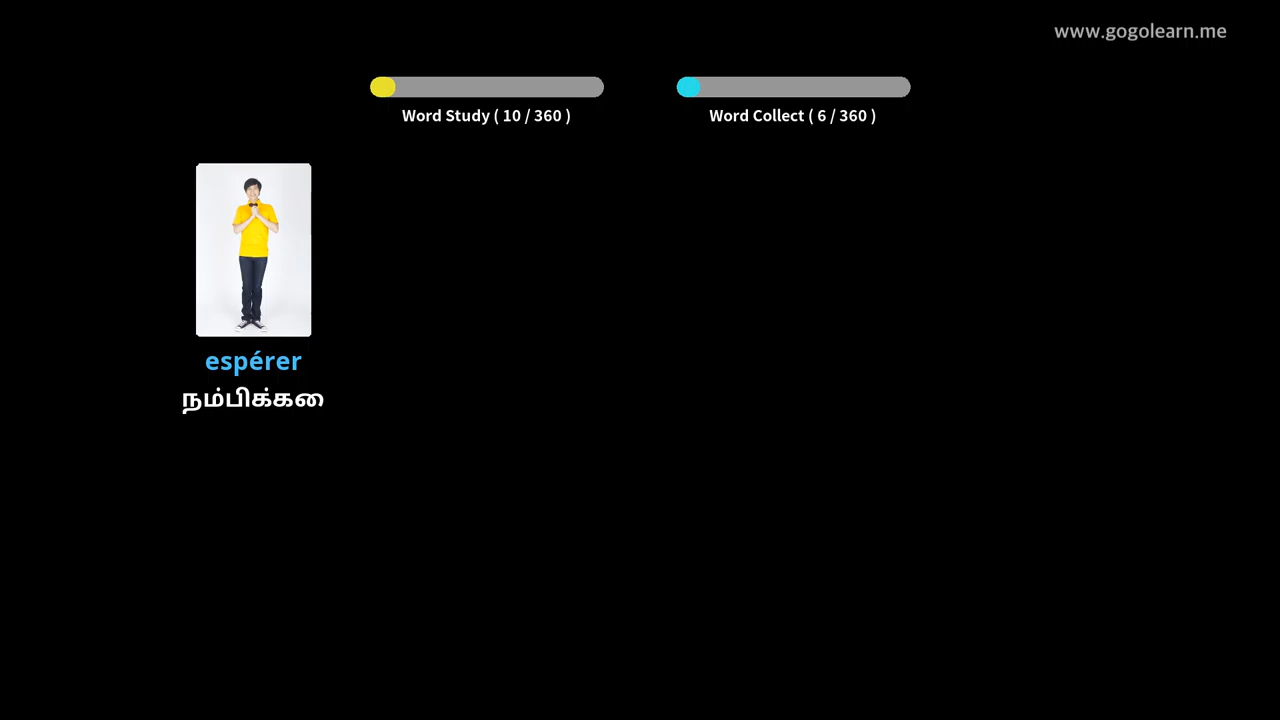 www.gogolearn.me
Word Study ( 10 / 360 )
Word Collect ( 6 / 360 )
espérer
நம்பிக்கை